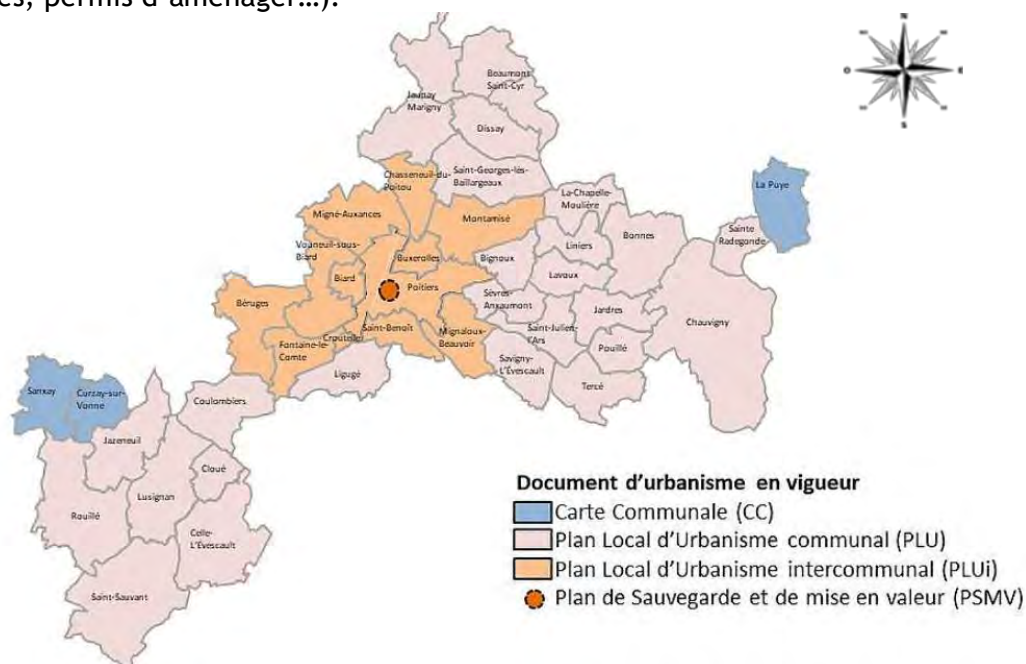 es, permis d'aménager…).
N
O
E
S
Beaumont
Saint-Cyr
Jaunay
Marigny
Dissay
Chasseneuil-du-
Poitou
Saint-Georges-lès-
Baillargeaux
La Puye
La-Chapelle-
Moulière
Migné-Auxances
Montamisé
Sainte
Radegonde
Bonnes
Liniers
Vouneuil-sous-
Biard
Buxerolles
Bignoux
Biard
Lavoux
Poitiers
Sèvres-
Anxaumont
Béruges
Jardres
Chauvigny
Saint-Benoît
Mignaloux-
Beauvoir
Saint-Julien-
l'Ars
Croutelle
Fontaine-le-
Comte
Pouillé
Savigny-
L'Évescault
Ligugé
Tercé
Sanxay
Curzay-sur-
Vonne
Coulombiers
Jazeneuil
Cloué
Lusignan
Rouillé
Celle-
L'Évescault
Saint-Sauvant
Document d'urbanisme en vigueur
Carte Communale (CC)
Plan Local d'Urbanisme communal (PLU)
Plan Local d'Urbanisme intercommunal (PLUi)
Plan de Sauvegarde et de mise en valeur (PSMV)